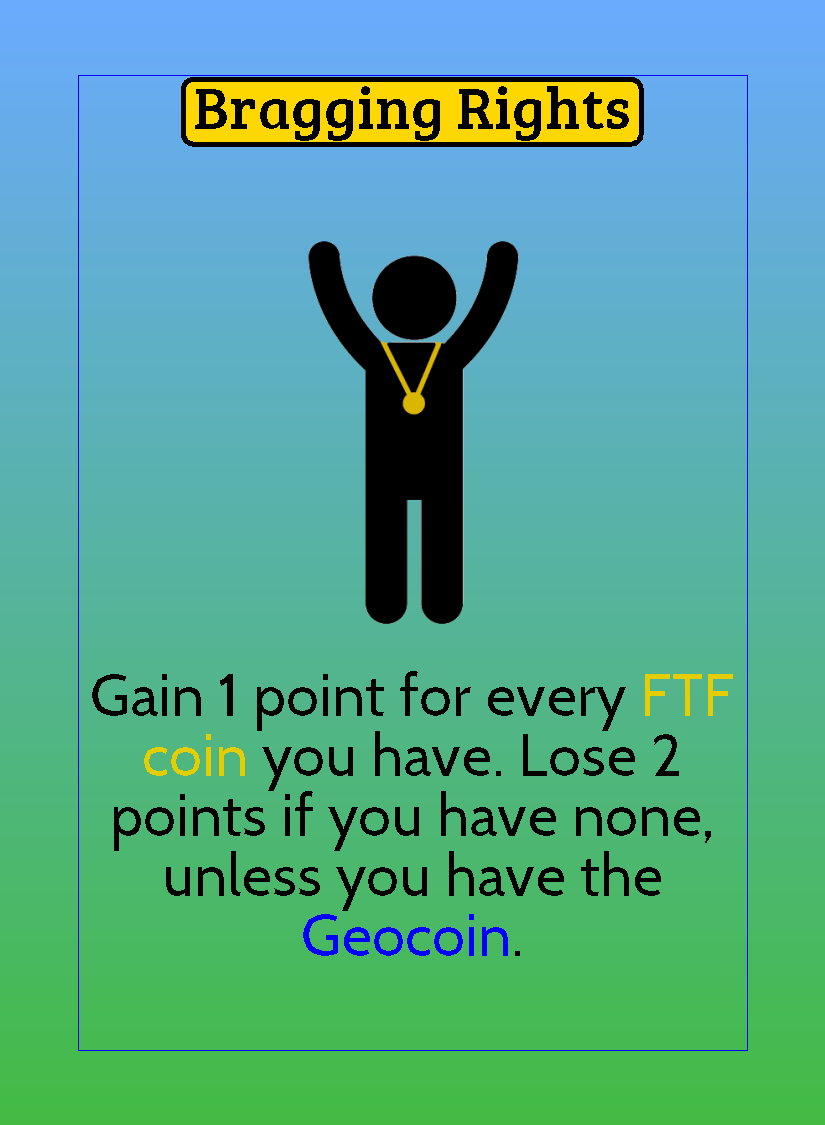 Bragging Rights
Gain 1 point for every FTF
coin you have. Lose 2
points if you have none,
unless you have the
Geocoin.